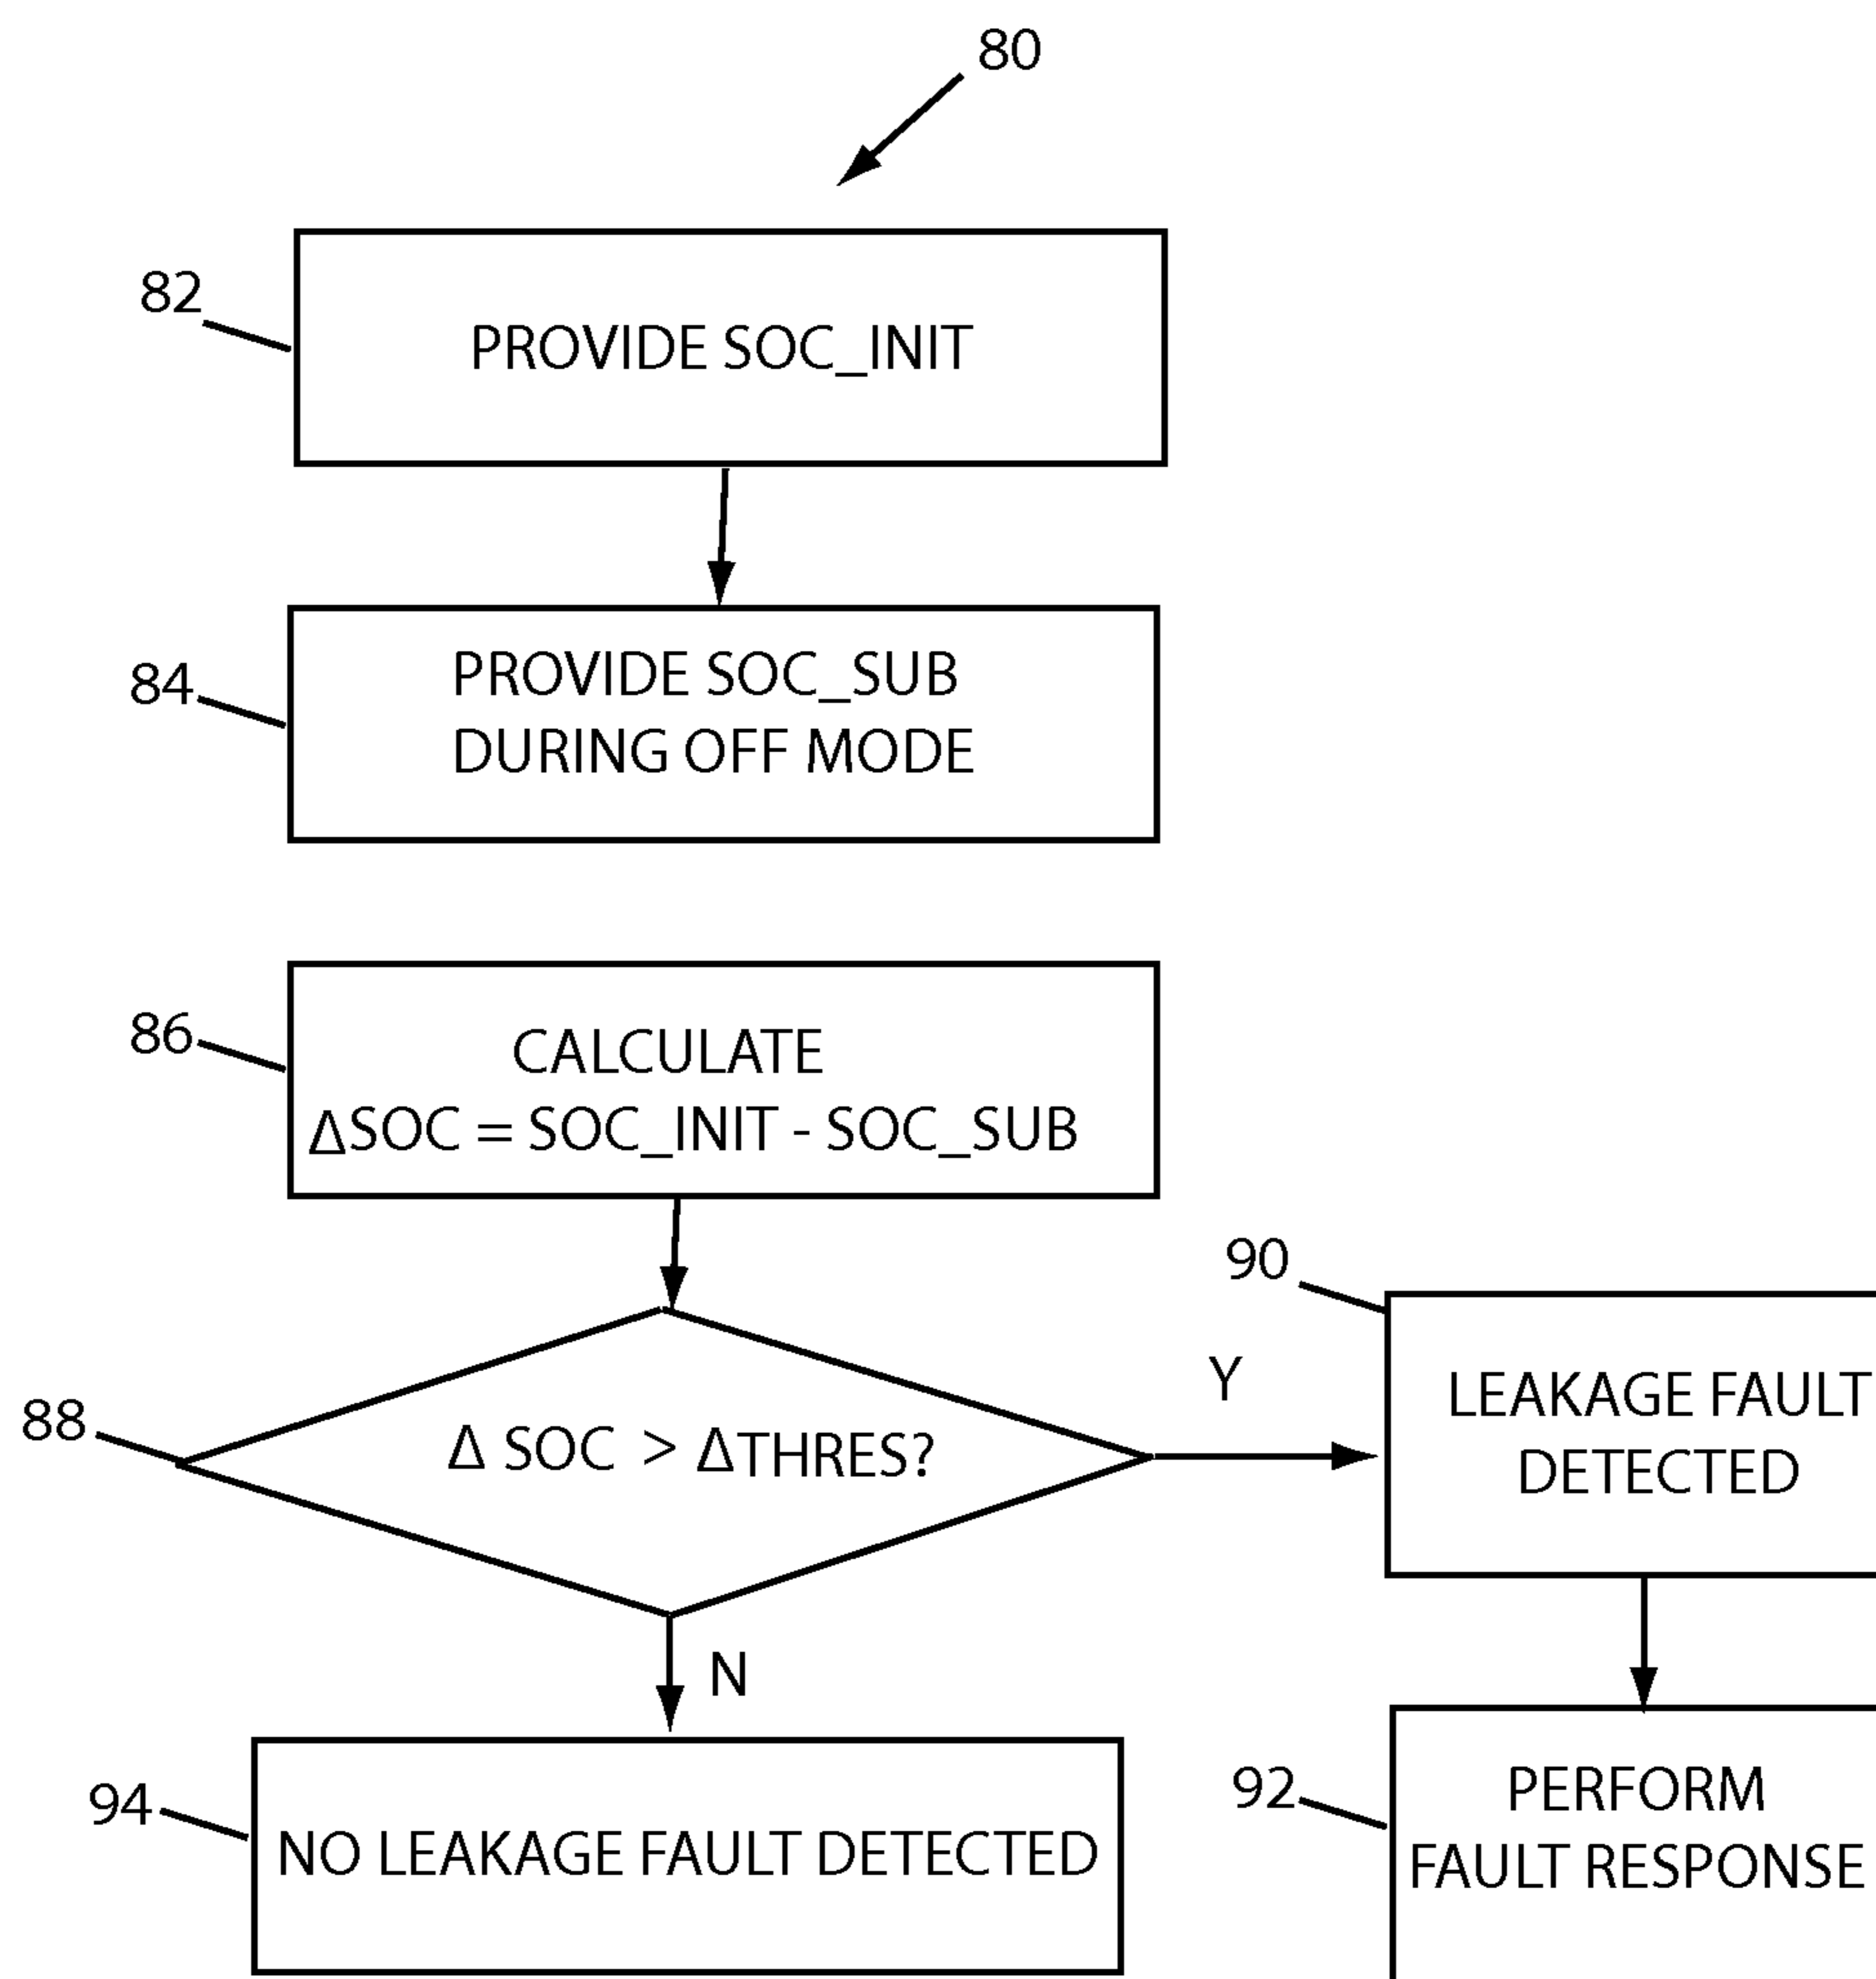 80
82
PROVIDE SOC_INIT
84
PROVIDE SOC_SUB
DURING OFF MODE
86
CALCULATE
ΔSOC = SOC_INIT - SOC_SUB
88
Δ SOC > ΔTHRES?
Y
90
LEAKAGE FAULT
DETECTED
N
92
PERFORM
FAULT RESPONSE
94
NO LEAKAGE FAULT DETECTED